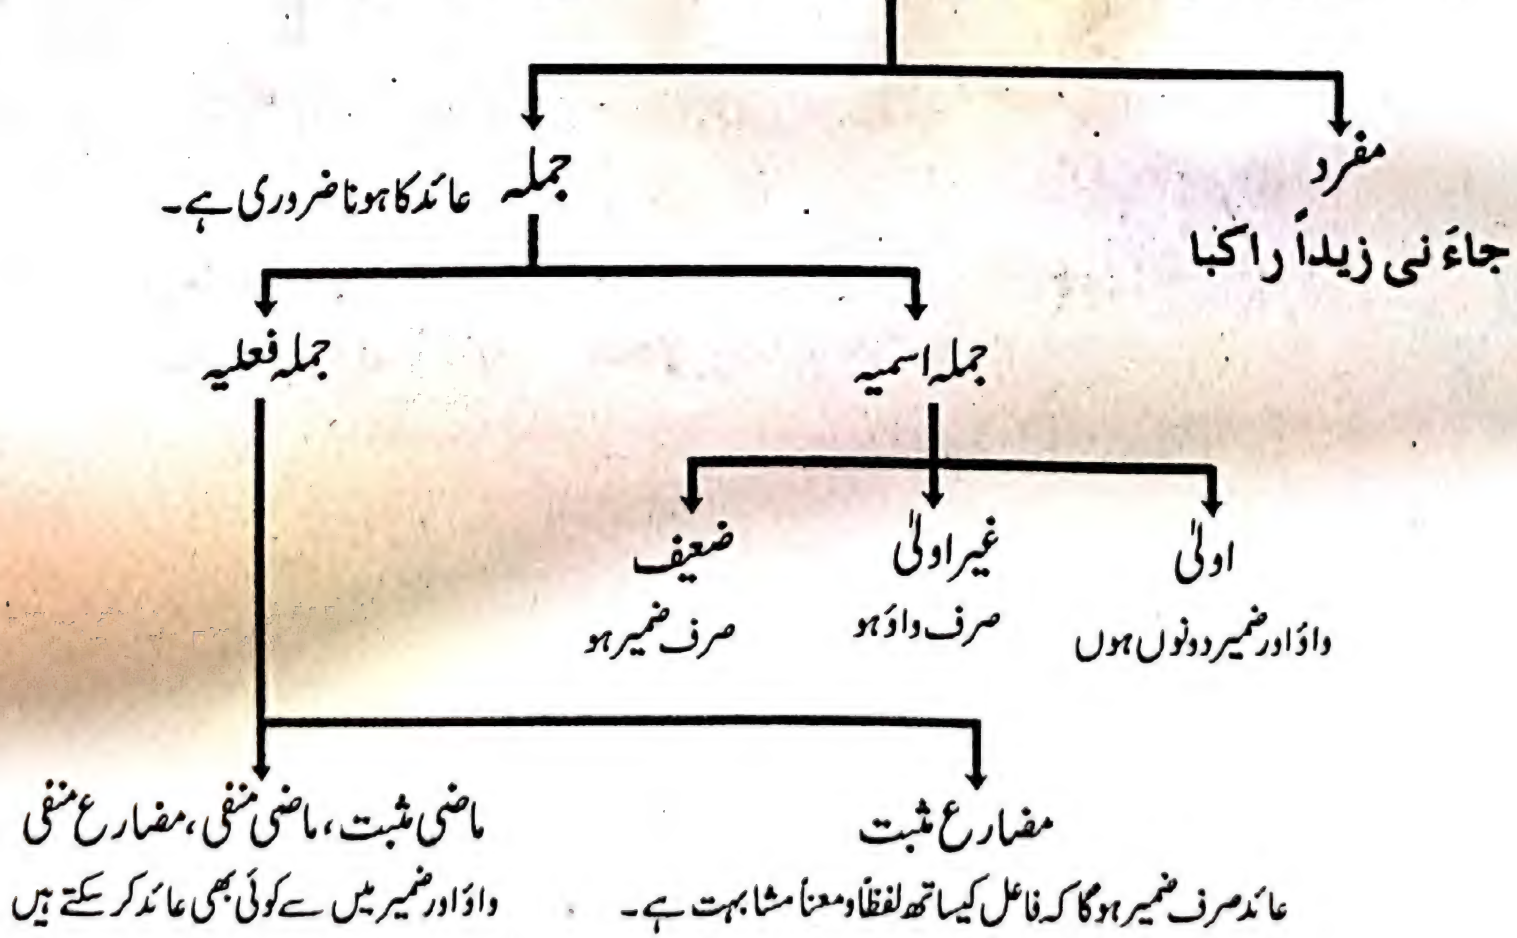 مفرد
جاءَ نی زیداً راکبا
جملہ
عائد کا ہونا ضروری ہے۔
جملہ اسمیہ
جملہ فعلیہ
اولیٰ
واؤ اور ضمیر دونوں ہوں
غیر اولیٰ
صرف واؤ ہو
ضعیف
صرف ضمیر ہو
مضارع مثبت
عائد صرف ضمیر ہوگا کہ فاعل کیساتھ لفظاً ومعناً مشابہت ہے۔
ماضی مثبت، ماضی منفی، مضارع منفی
واؤ اور ضمیر میں سے کوئی بھی عائد کر سکتے ہیں